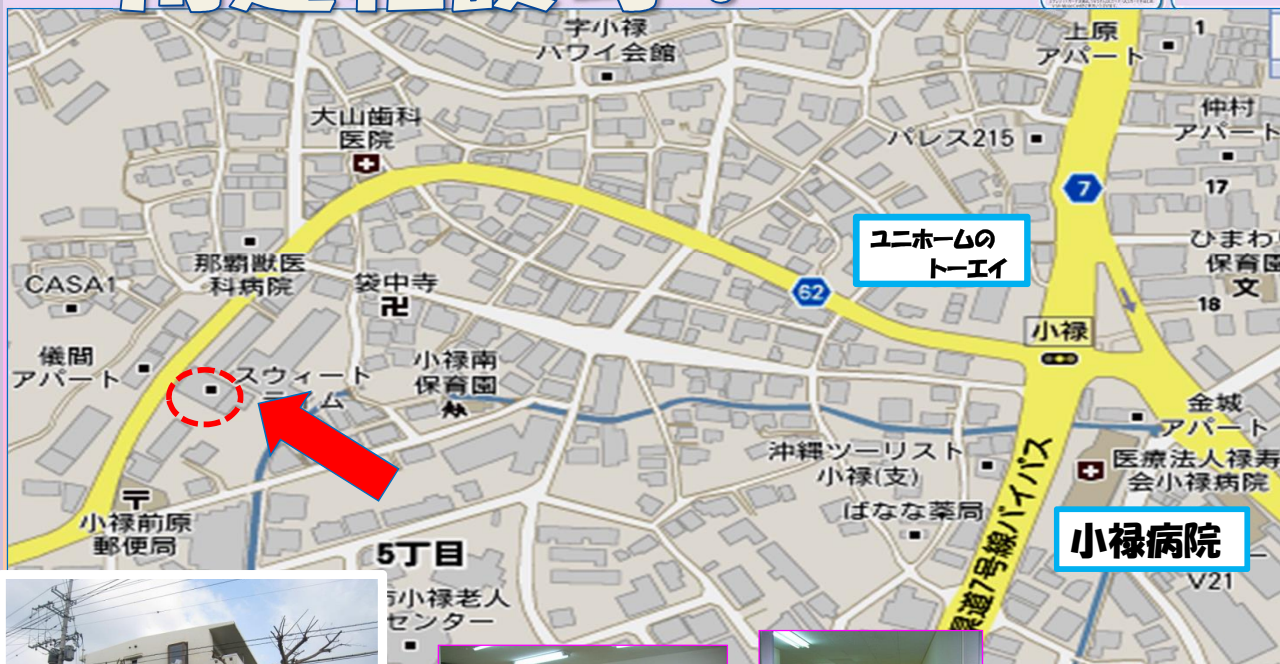 字小禄
ハワイ会館
上原
アパート
1
大山歯科
医院
パレス215
仲村
アパート
7
17
ユニホームの
トーエイ
ひまわり
保育園
文
那覇獣医
科病院
袋中寺
卍
CASA1
62
18
小禄
儀間
アパート
スウィート
小禄南
保育園
金城
アパート
沖縄ツーリスト
小禄(支)
医療法人禄寿
会小禄病院
ばなな薬局
県道7号線バイパス
小禄病院
〒
小禄前原
郵便局
5丁目
V21
小禄老人
センター